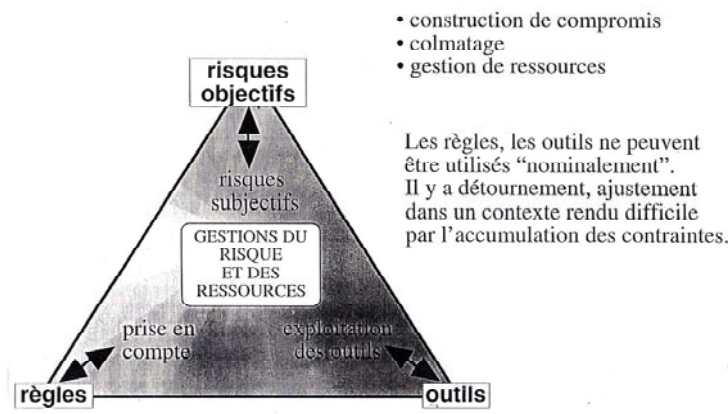 • construction de compromis
• colmatage
• gestion de ressources
risques
objectifs
risques
subjectifs
GESTIONS DU
RISQUE
ET DES
RESSOURCES
Les règles, les outils ne peuvent
être utilisés “nominalement”.
Il y a détournement, ajustement
dans un contexte rendu difficile
par l’accumulation des contraintes.
prise en
compte
exploitation
des outils
règles
outils